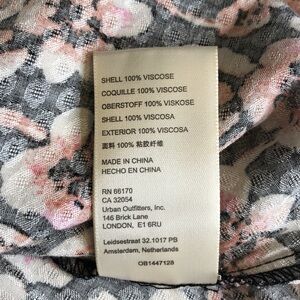 SHELL 100% VISCOSE
COQUILLE 100% VISCOSE
OBERSTOFF 100% VISKOSE
SHELL 100% VISCOSA
EXTERIOR 100% VISCOSA
面料 100% 粘胶纤维
MADE IN CHINA
HECHO EN CHINA
RN 66170
CA 32054
Urban Outfitters, Inc.
146 Brick Lane
LONDON, E1 6RU
Leidsestraat 32.1017 PB
Amsterdam, Netherlands
OB1447128